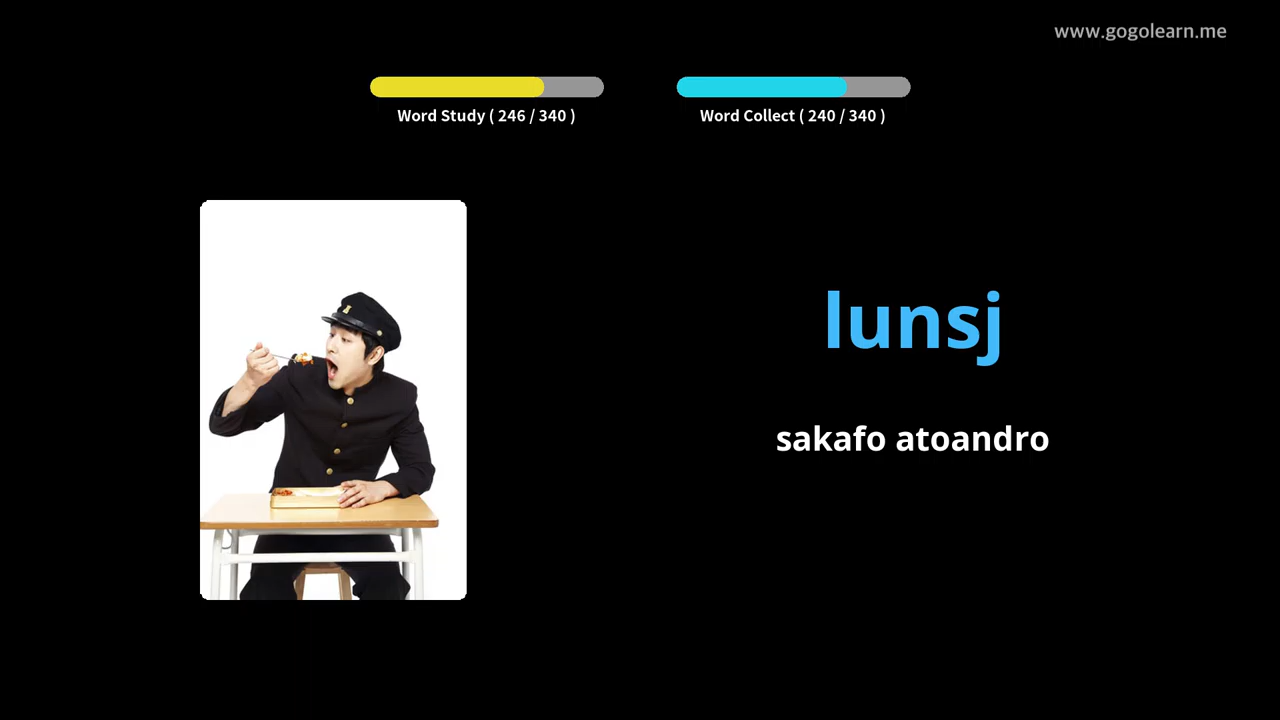 www.gogolearn.me
Word Study ( 246 / 340 )
Word Collect ( 240 / 340 )
lunsj
sakafo atoandro